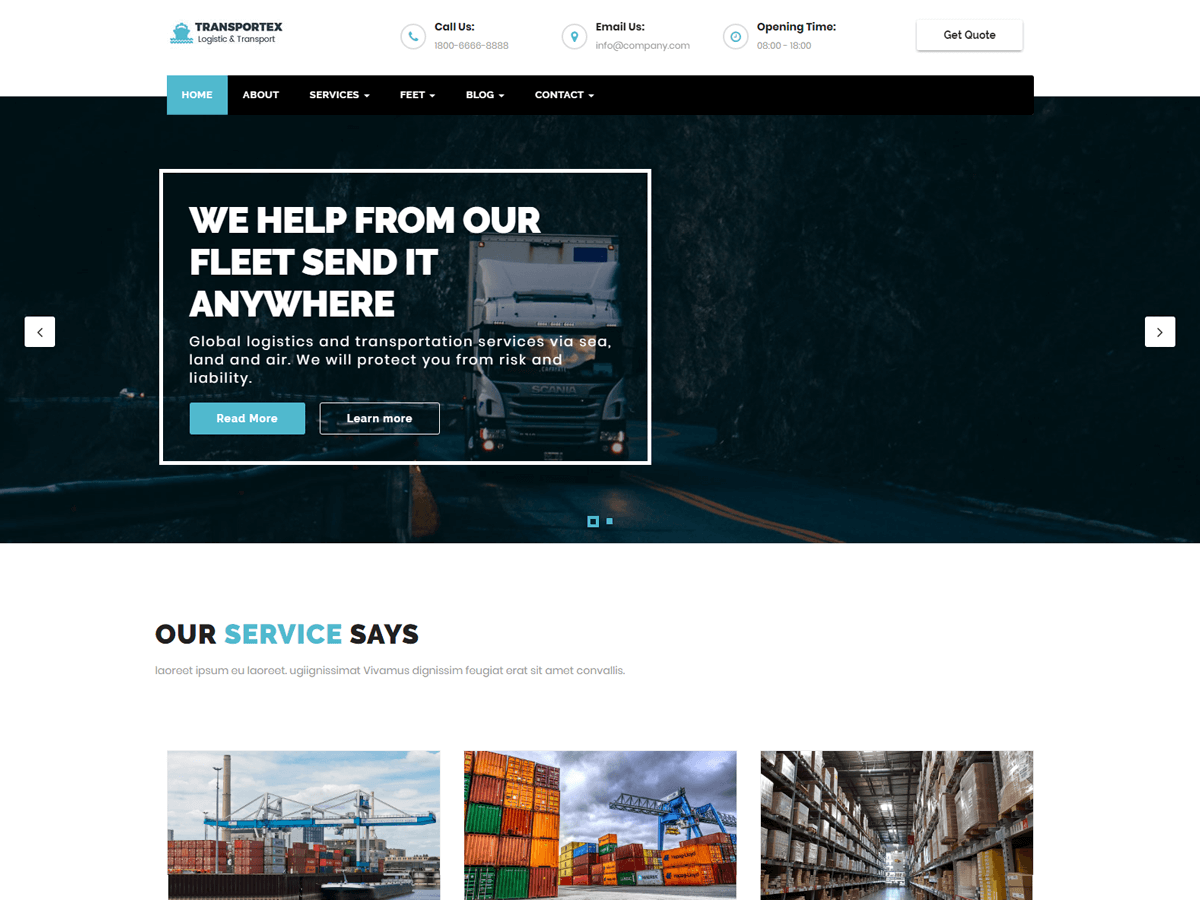 TRANSPORTEX
Logistic & Transport
Call Us:
1800-6666-8888
Email Us:
info@company.com
Opening Time:
08:00 - 18:00
Get Quote
HOME ABOUT SERVICES FEET BLOG CONTACT
WE HELP FROM OUR
FLEET SEND IT
ANYWHERE
Global logistics and transportation services via sea,
land and air. We will protect you from risk and
liability.
SCANIA
Read More Learn more
OUR SERVICE SAYS
laoreet ipsum eu laoreet. ugiignissimat Vivamus dignissim feugiat erat sit amet convallis.